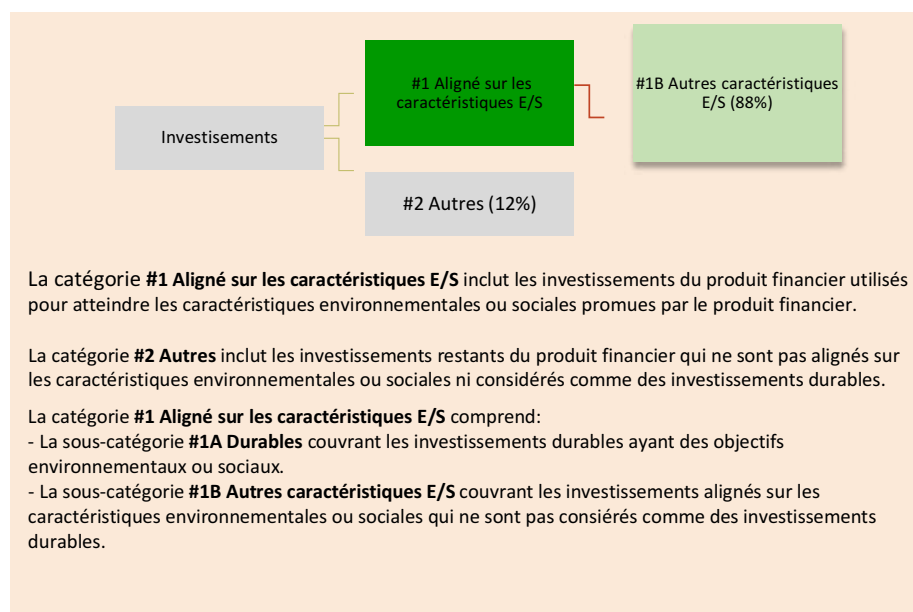 #1 Aligné sur les
caractéristiques E/S
#1B Autres caractéristiques
E/S (88%)
Investisements
#2 Autres (12%)
La catégorie #1 Aligné sur les caractéristiques E/S inclut les investissements du produit financier utilisés
pour atteindre les caractéristiques environnementales ou sociales promues par le produit financier.
La catégorie #2 Autres inclut les investissements restants du produit financier qui ne sont pas alignés sur
les caractéristiques environnementales ou sociales ni considérés comme des investissements durables.
La catégorie #1 Aligné sur les caractéristiques E/S comprend:
- La sous-catégorie #1A Durables couvrant les investissements durables ayant des objectifs
environnementaux ou sociaux.
- La sous-catégorie #1B Autres caractéristiques E/S couvrant les investissements alignés sur les
caractéristiques environnementales ou sociales qui ne sont pas consiérés comme des investissements
durables.